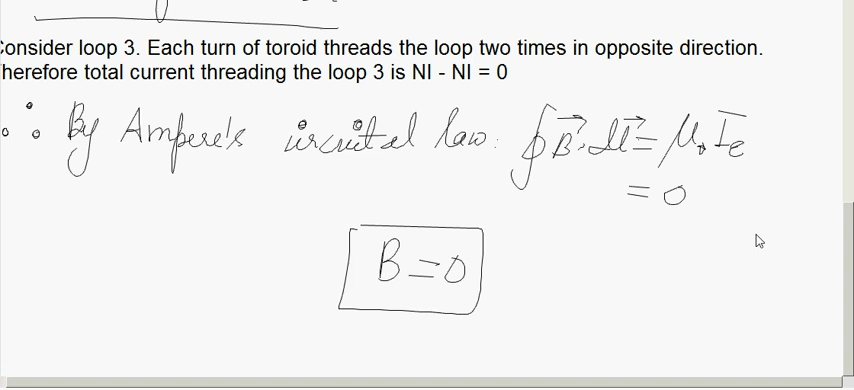 consider loop 3. Each turn of toroid threads the loop two times in opposite direction.
herefore total current threading the loop 3 is NI - NI = 0
∴ By Ampere's circuital law: ∮B⃗.dl⃗ = μ₀Iₑ
= 0
B = 0